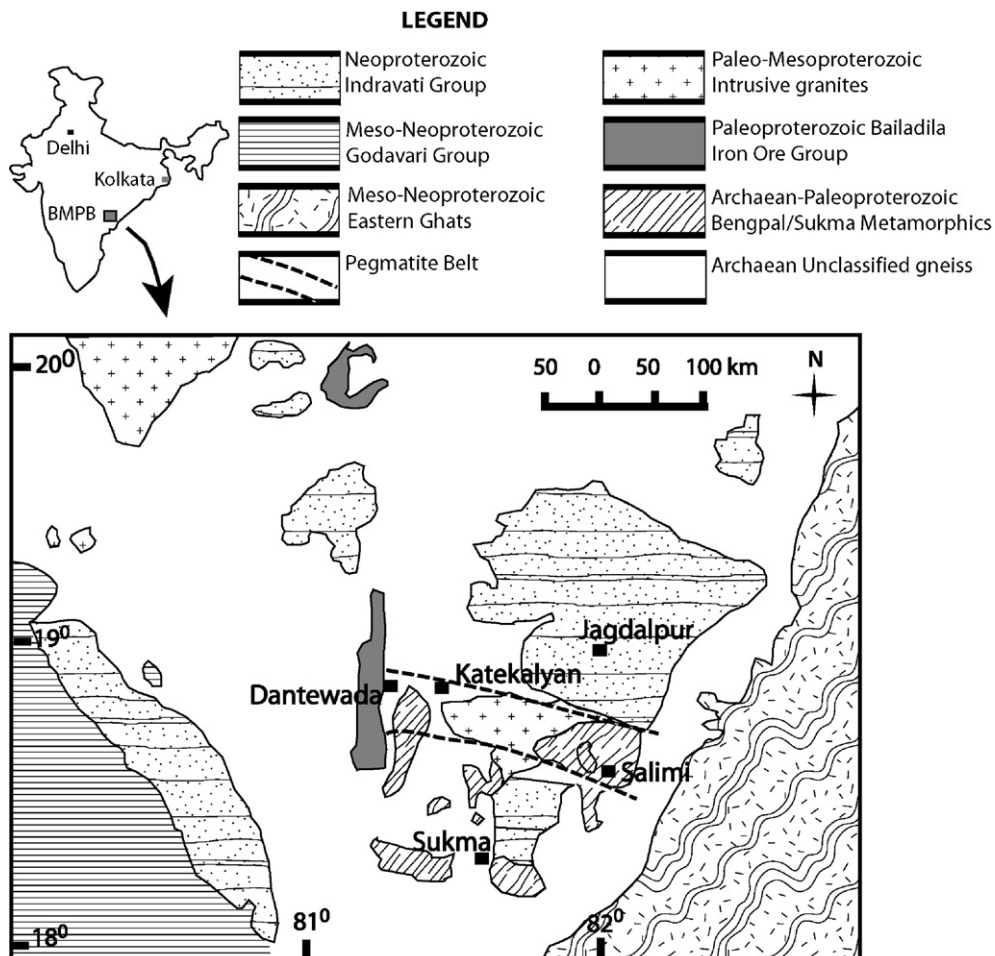 LEGEND
Neoproterozoic
Indravati Group
Meso-Neoproterozoic
Godavari Group
Meso-Neoproterozoic
Eastern Ghats
Pegmatite Belt
Paleo-Mesoproterozoic
Intrusive granites
Paleoproterozoic Bailadila
Iron Ore Group
Archaean-Paleoproterozoic
Bengpal/Sukma Metamorphics
Archaean Unclassified gneiss
Delhi
Kolkata
BMPB
20⁰
50 0 50 100 km
N
19⁰
Jagdalpur
Katekalyan
Dantewada
Salimi
Sukma
81⁰
82⁰
18⁰